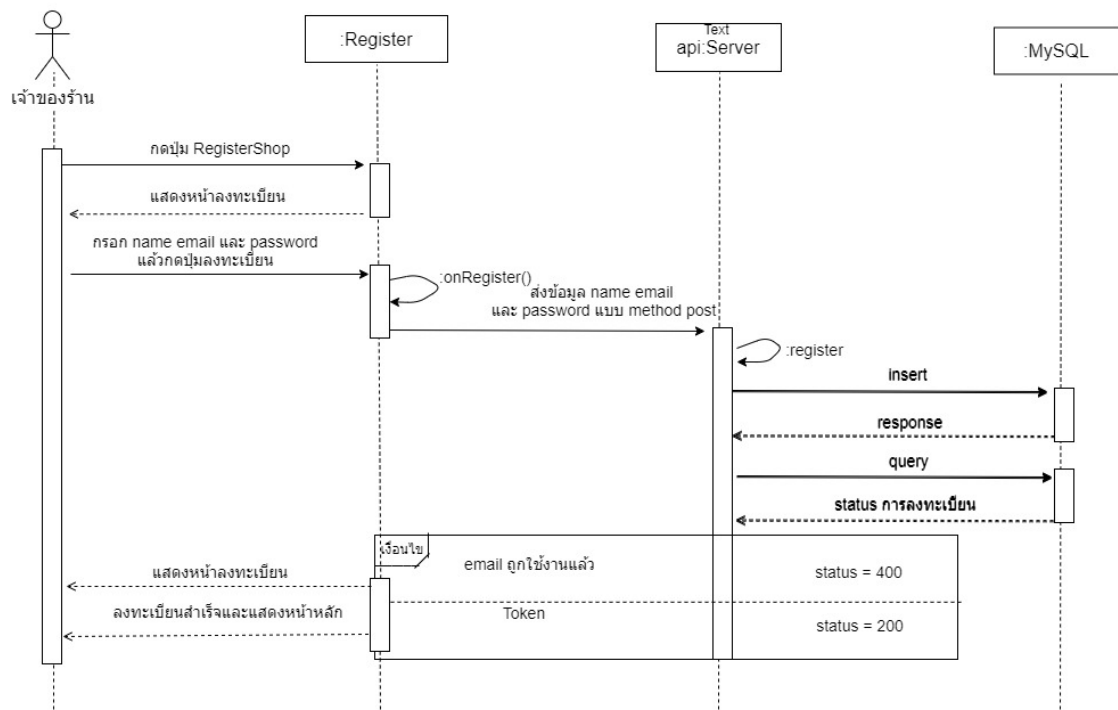 :Register
Text
api:Server
:MySQL
เจ้าของร้าน
กดปุ่ม RegisterShop
แสดงหน้าลงทะเบียน
กรอก name email และ password
แล้วกดปุ่มลงทะเบียน
:onRegister()
ส่งข้อมูล name email
และ password แบบ method post
:register
insert
response
query
status การลงทะเบียน
เงื่อนไข
email ถูกใช้งานแล้ว
status = 400
แสดงหน้าลงทะเบียน
Token
ลงทะเบียนสำเร็จและแสดงหน้าหลัก
status = 200